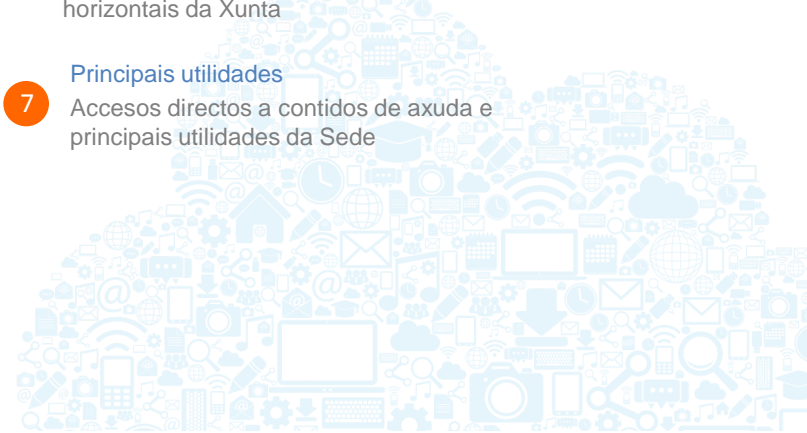 horizontais da Xunta
Principais utilidades
7
Accesos directos a contidos de axuda e
principais utilidades da Sede